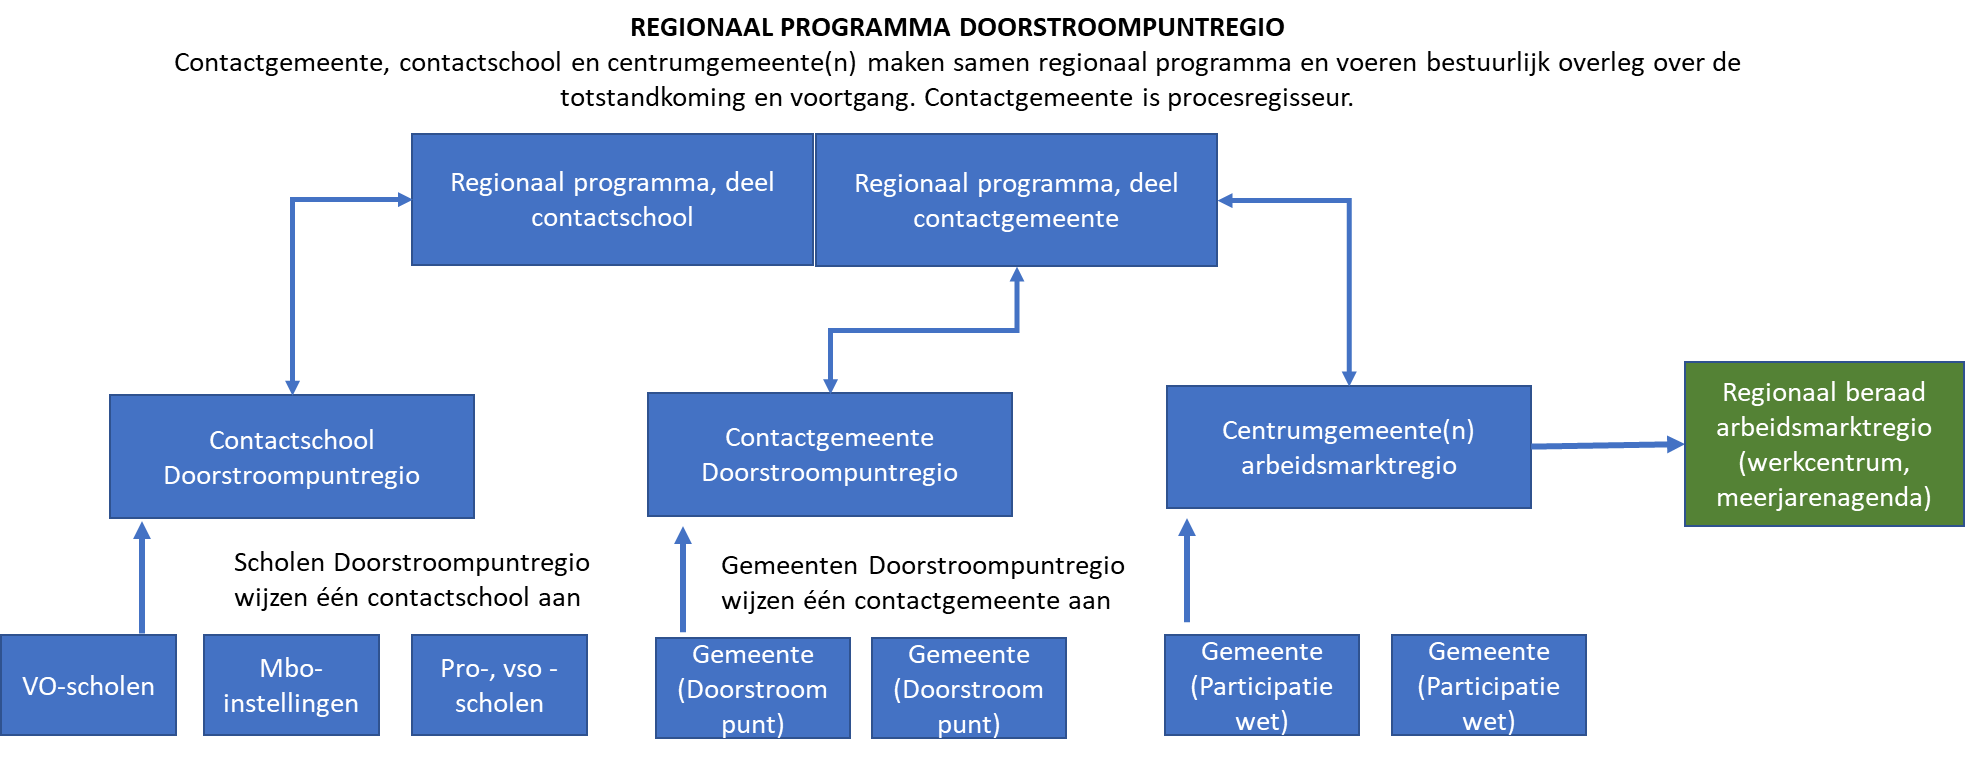 REGIONAAL PROGRAMMA DOORSTROOMPUNTREGIO
Contactgemeente, contactschool en centrumgemeente(n) maken samen regionaal programma en voeren bestuurlijk overleg over de
totstandkoming en voortgang. Contactgemeente is procesregisseur.
Regionaal programma, deel
contactschool
Regionaal programma, deel
contactgemeente
Contactschool
Doorstroompuntregio
Contactgemeente
Doorstroompuntregio
Centrumgemeente(n)
arbeidsmarktregio
Regionaal beraad
arbeidsmarktregio
(werkcentrum,
meerjarenagenda)
Scholen Doorstroompuntregio
wijzen één contactschool aan
Gemeenten Doorstroompuntregio
wijzen één contactgemeente aan
VO-scholen
Mbo-
instellingen
Pro-, vso -
scholen
Gemeente
(Doorstroom
punt)
Gemeente
(Doorstroom
punt)
Gemeente
(Participatie
wet)
Gemeente
(Participatie
wet)